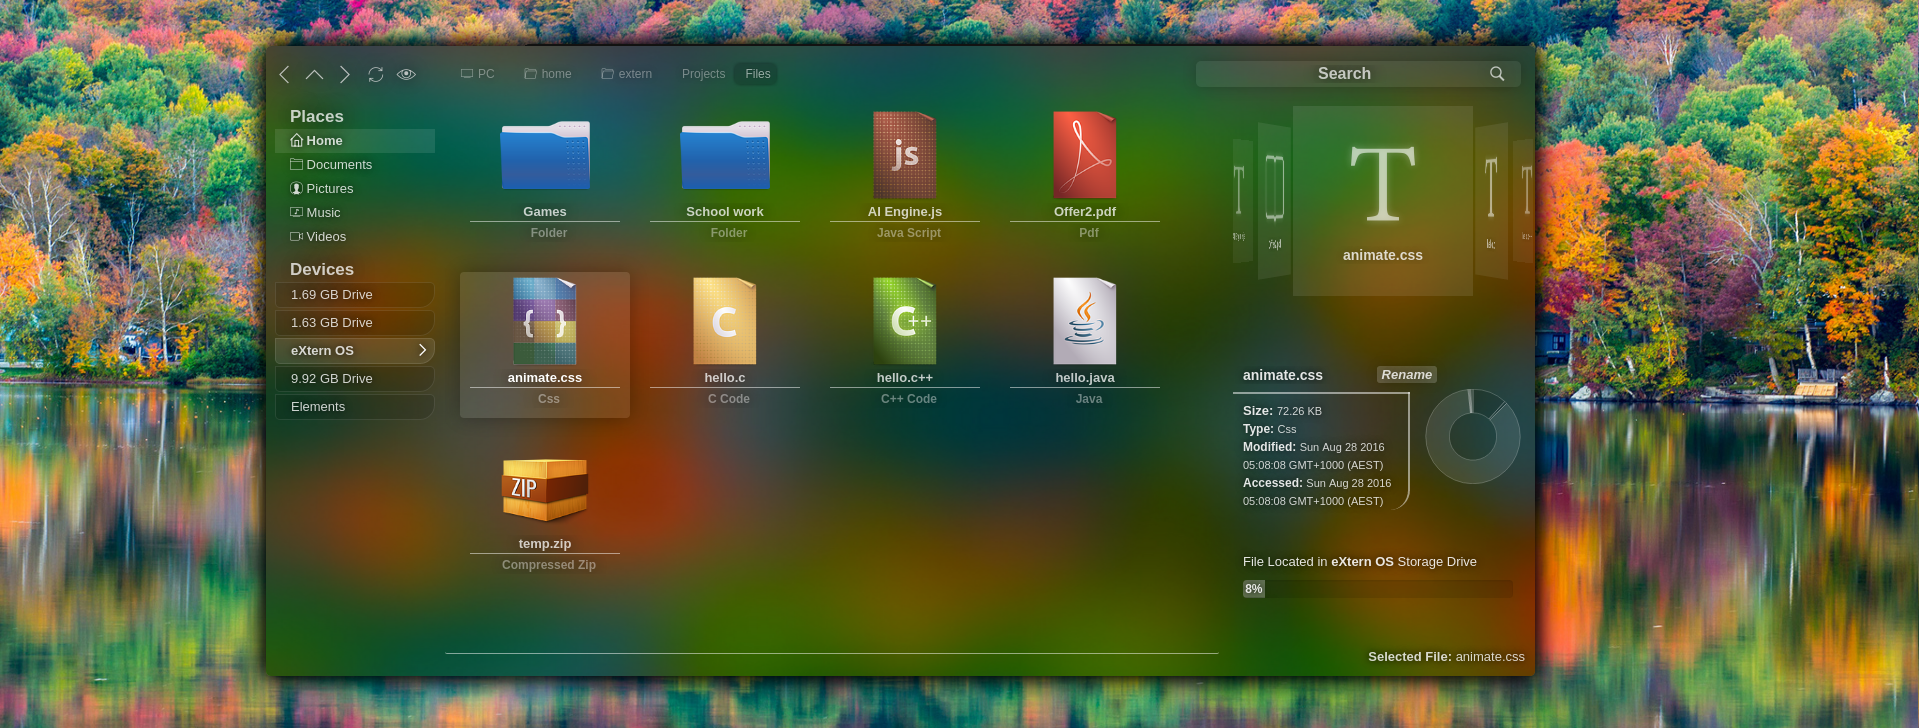 PC
home
extern
Projects
Files
Search
Places
Home
Documents
Pictures
Music
Videos
Devices
1.69 GB Drive
1.63 GB Drive
eXtern OS
9.92 GB Drive
Elements
Games
Folder
School work
Folder
js
AI Engine.js
Java Script
Offer2.pdf
Pdf
{ }
animate.css
Css
C
hello.c
C Code
C++
hello.c++
C++ Code
hello.java
Java
ZIP
temp.zip
Compressed Zip
T
T
T
T
animate.css
animate.css
Rename
Size: 72.26 KB
Type: Css
Modified: Sun Aug 28 2016
05:08:08 GMT+1000 (AEST)
Accessed: Sun Aug 28 2016
05:08:08 GMT+1000 (AEST)
File Located in eXtern OS Storage Drive
8%
Selected File: animate.css